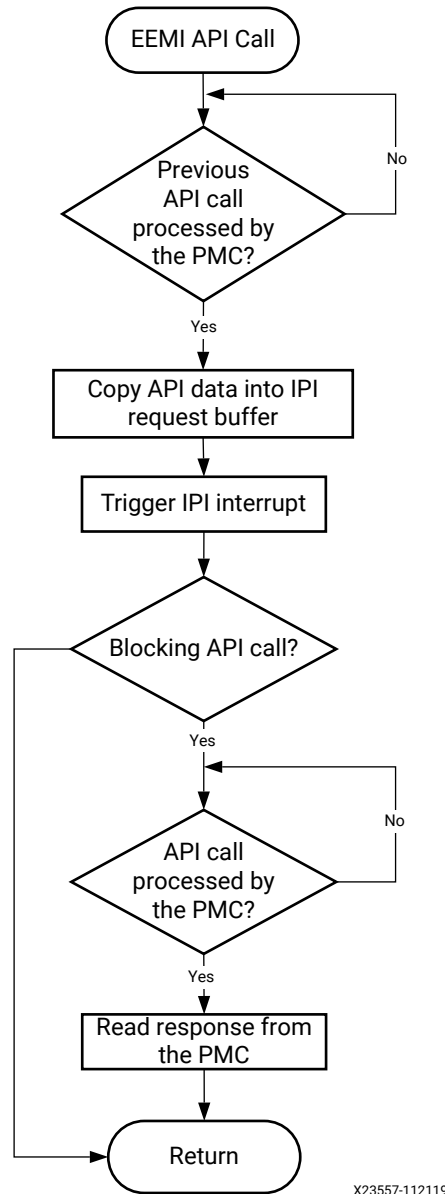 EEMI API Call
No
Previous
API call
processed by
the PMC?
Yes
Copy API data into IPI
request buffer
Trigger IPI interrupt
Blocking API call?
Yes
No
API call
processed by
the PMC?
Yes
Read response from
the PMC
Return
X23557-112119